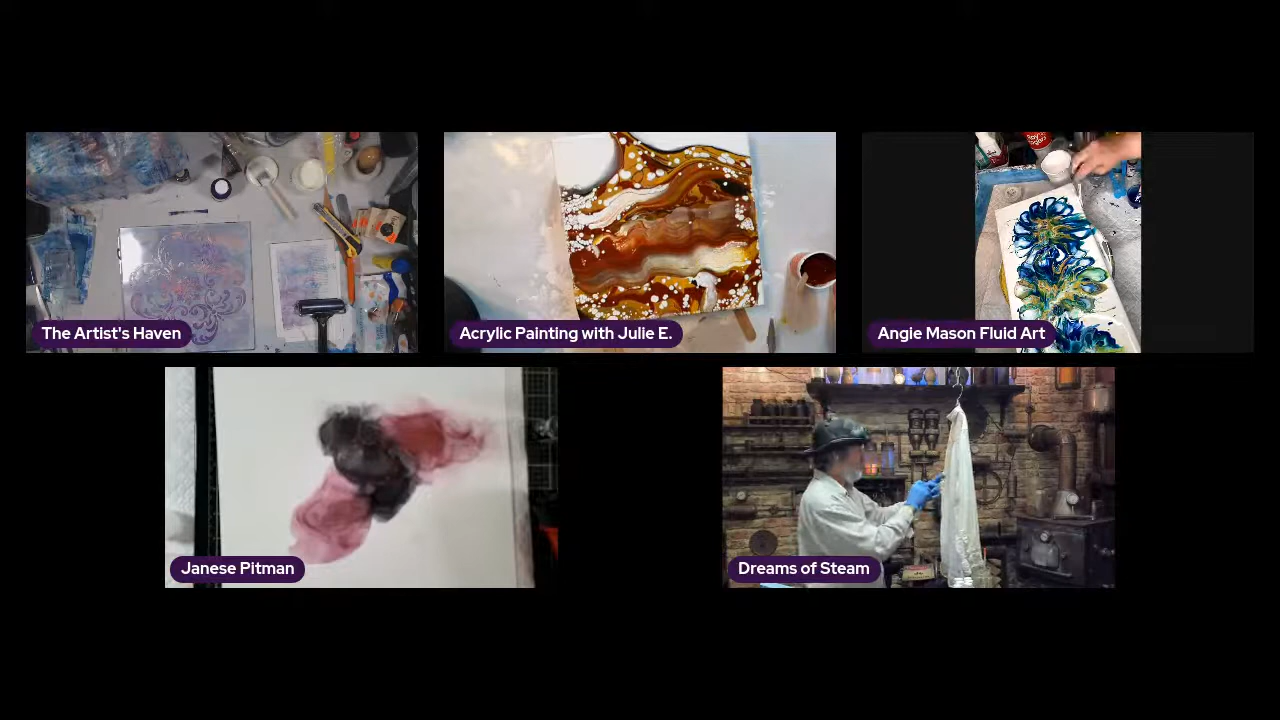 The Artist's Haven
Acrylic Painting with Julie E.
Angie Mason Fluid Art
Janese Pitman
Dreams of Steam